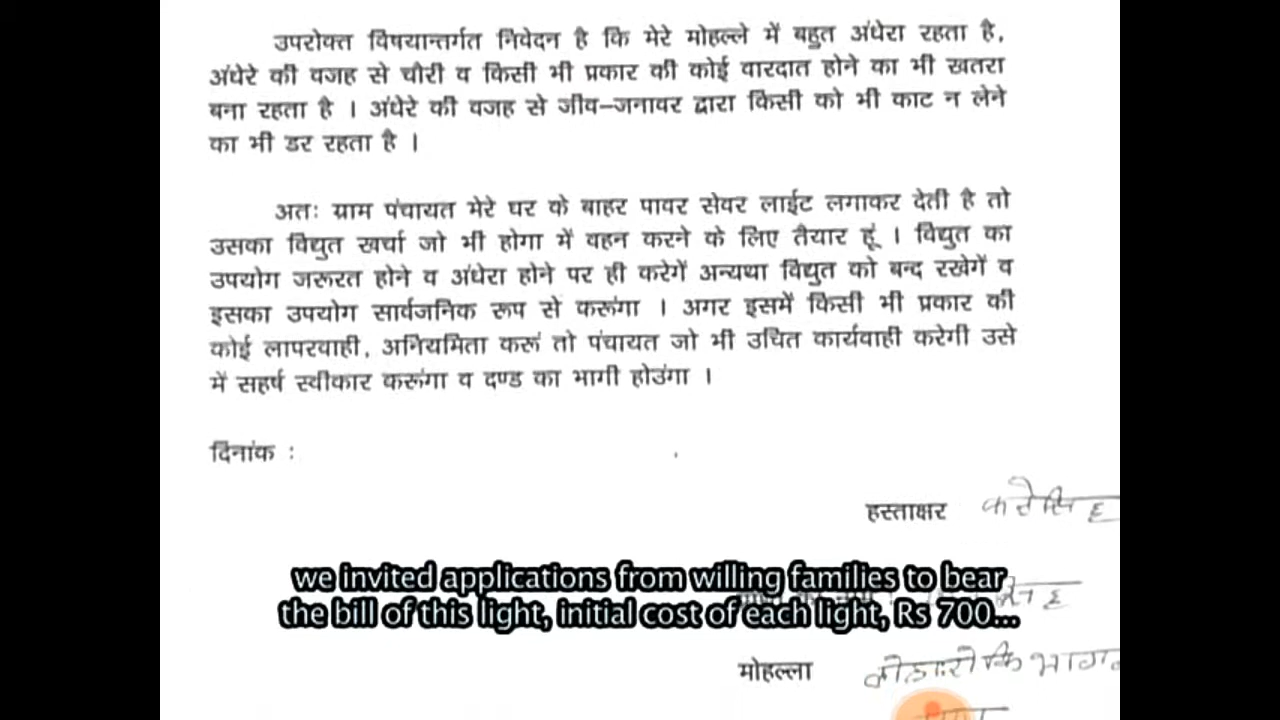 उपरोक्त विषयान्तर्गत निवेदन है कि मेरे मोहल्ले में बहुत अंधेरा रहता है,
अंधेरे की वजह से चौरी व किसी भी प्रकार की कोई वारदात होने का भी खतरा
बना रहता है । अंधेरे की वजह से जीव–जनावर द्वारा किसी को भी काट न लेने
का भी डर रहता है ।
अतः ग्राम पंचायत मेरे घर के बाहर पावर सेवर लाईट लगाकर देती है तो
उसका विद्युत खर्चा जो भी होगा में वहन करने के लिए तैयार हूं । विद्युत का
उपयोग जरूरत होने व अंधेरा होने पर ही करेगें अन्यथा विद्युत को बन्द रखेगें व
इसका उपयोग सार्वजनिक रूप से करूंगा । अगर इसमें किसी भी प्रकार की
कोई लापरवाही, अनियमिता करूं तो पंचायत जो भी उचित कार्यवाही करेगी उसे
में सहर्ष स्वीकार करूंगा व दण्ड का भागी होउंगा ।
दिनांक :
हस्ताक्षर
we invited applications from willing families to bear
the bill of this light, initial cost of each light, Rs 700...
मोहल्ला